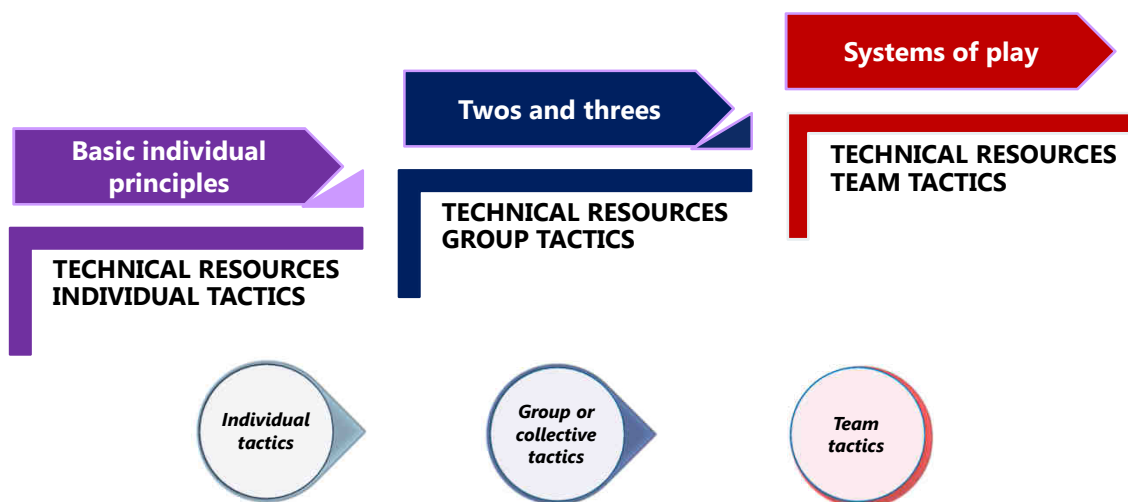 Basic individual
principles
TECHNICAL RESOURCES
INDIVIDUAL TACTICS
Twos and threes
TECHNICAL RESOURCES
GROUP TACTICS
Systems of play
TECHNICAL RESOURCES
TEAM TACTICS
Individual
tactics
Group or
collective
tactics
Team
tactics